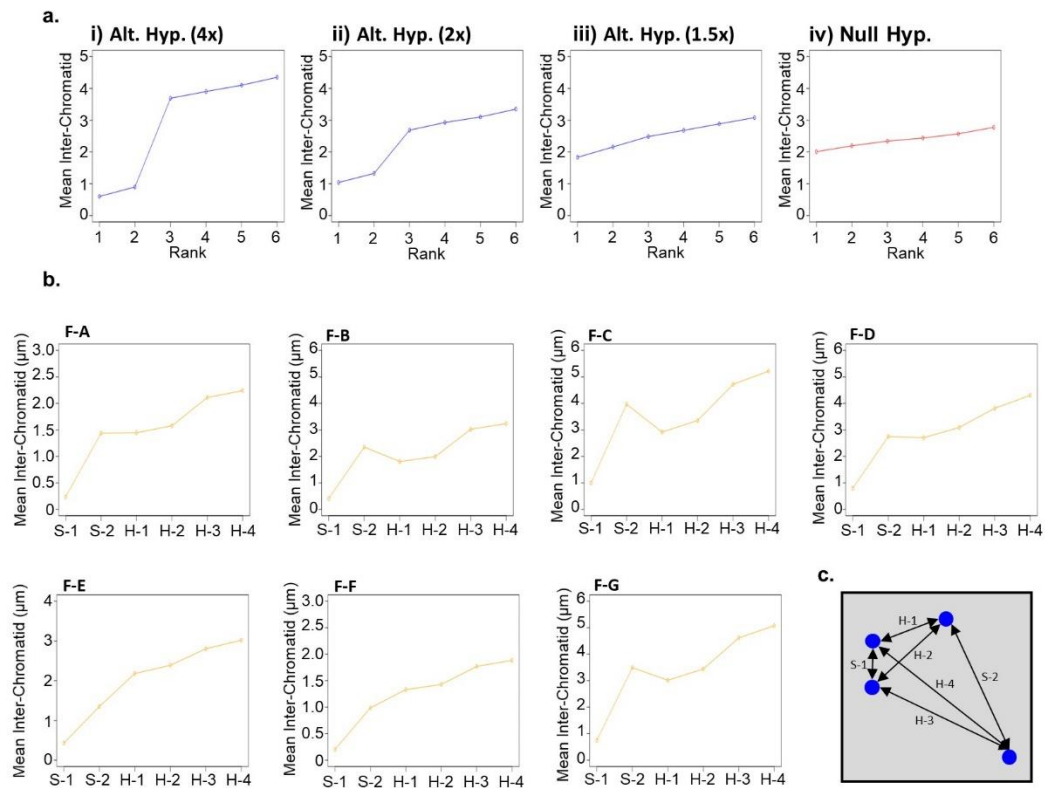 a.
i) Alt. Hyp. (4x)
ii) Alt. Hyp. (2x)
iii) Alt. Hyp. (1.5x)
iv) Null Hyp.
Mean Inter-Chromatid
5
4
3
2
1
0
1 2 3 4 5 6
Rank
Mean Inter-Chromatid
5
4
3
2
1
0
1 2 3 4 5 6
Rank
Mean Inter-Chromatid
5
4
3
2
1
0
1 2 3 4 5 6
Rank
Mean Inter-Chromatid
5
4
3
2
1
0
1 2 3 4 5 6
Rank
b.
F-A
Mean Inter-Chromatid (μm)
3.0
2.5
2.0
1.5
1.0
0.5
0
S-1 S-2 H-1 H-2 H-3 H-4
F-B
Mean Inter-Chromatid (μm)
6
5
4
3
2
1
0
S-1 S-2 H-1 H-2 H-3 H-4
F-C
Mean Inter-Chromatid (μm)
6
5
4
3
2
1
0
S-1 S-2 H-1 H-2 H-3 H-4
F-D
Mean Inter-Chromatid (μm)
6
5
4
3
2
1
0
S-1 S-2 H-1 H-2 H-3 H-4
F-E
Mean Inter-Chromatid (μm)
4
3
2
1
0
S-1 S-2 H-1 H-2 H-3 H-4
F-F
Mean Inter-Chromatid (μm)
3.0
2.5
2.0
1.5
1.0
0.5
0
S-1 S-2 H-1 H-2 H-3 H-4
F-G
Mean Inter-Chromatid (μm)
6
5
4
3
2
1
0
S-1 S-2 H-1 H-2 H-3 H-4
c.
H-1
S-1
H-2
S-2
H-4
H-3